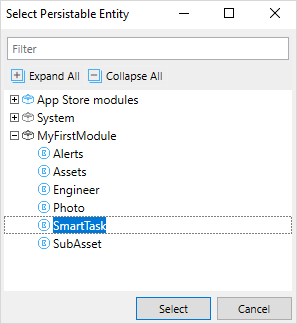 Select Persistable Entity
Filter
Expand All Collapse All
App Store modules
System
MyFirstModule
Alerts
Assets
Engineer
Photo
SmartTask
SubAsset
Select Cancel